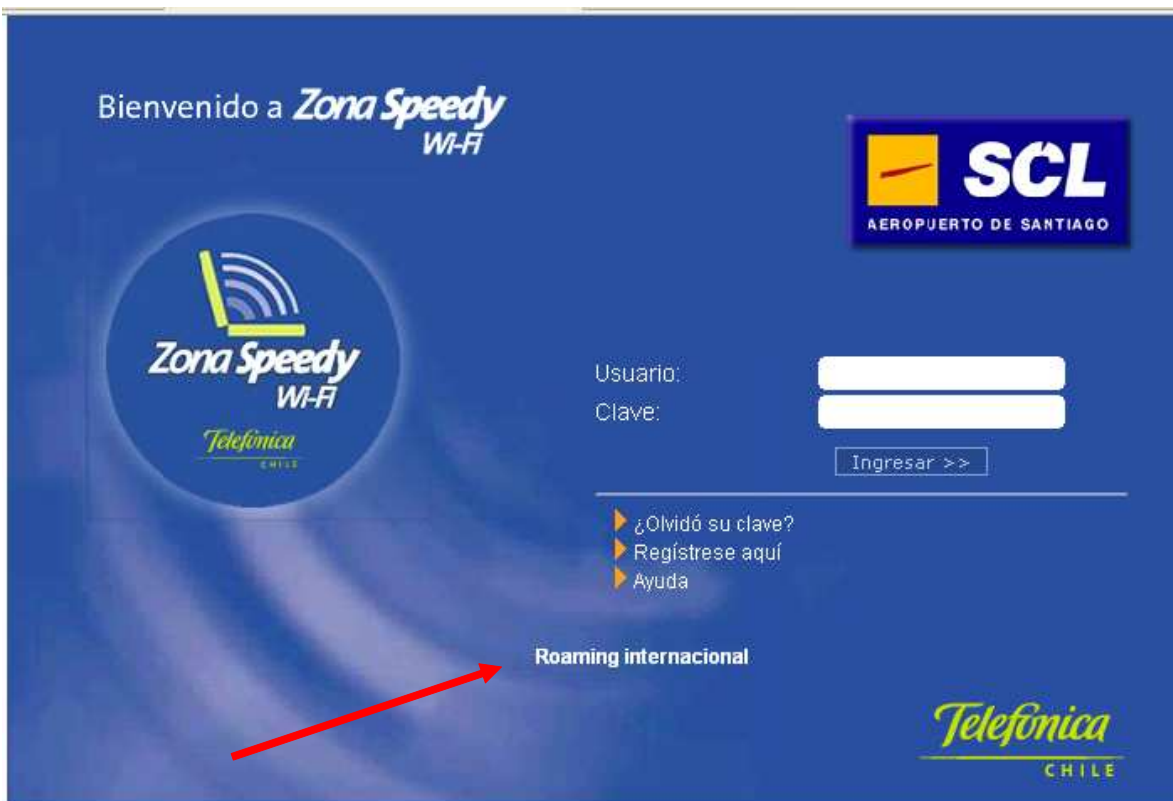 Bienvenido a Zona Speedy
Wi-Fi
SCL
AEROPUERTO DE SANTIAGO
Zona Speedy
Wi-Fi
Telefónica
CHILE
Usuario:
Clave:
Ingresar >>
¿Olvidó su clave?
Regístrese aquí
Ayuda
Roaming internacional
Telefónica
CHILE